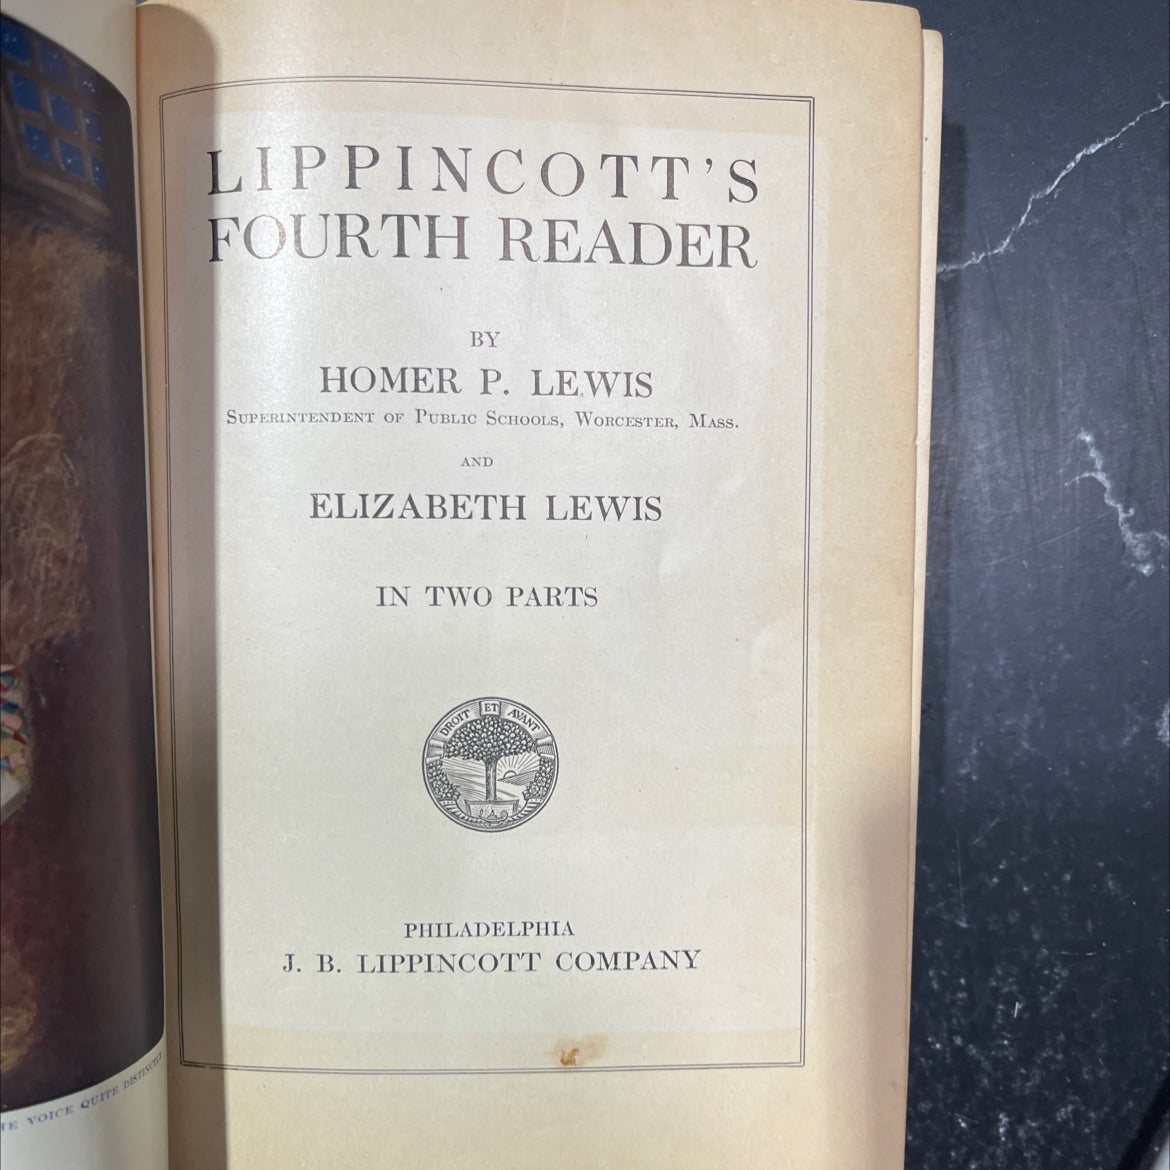 LIPPINCOTT'S
FOURTH READER
BY
HOMER P. LEWIS
SUPERINTENDENT OF PUBLIC SCHOOLS, WORCESTER, MASS.
AND
ELIZABETH LEWIS
IN TWO PARTS
DROIT ET AVANT
PHILADELPHIA
J. B. LIPPINCOTT COMPANY
VOICE QUITE DISTINCTLY